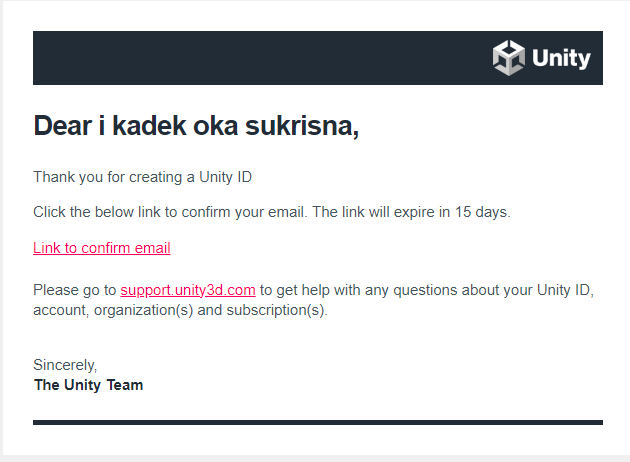 Unity
Dear i kadek oka sukrisna,
Thank you for creating a Unity ID
Click the below link to confirm your email. The link will expire in 15 days.
Link to confirm email
Please go to support.unity3d.com to get help with any questions about your Unity ID,
account, organization(s) and subscription(s).
Sincerely,
The Unity Team